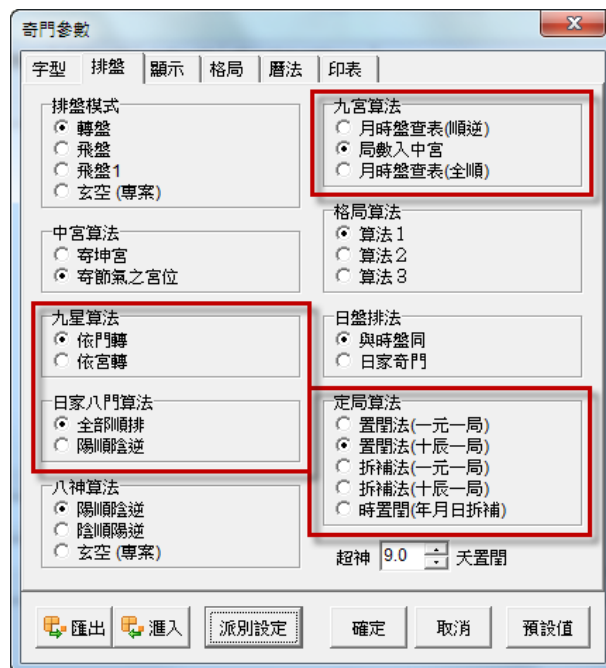 奇門參數
字型 排盤 顯示 格局 曆法 印表
排盤模式
轉盤
飛盤
飛盤1
玄空 (專案)
中宮算法
寄坤宮
寄節氣之宮位
九星算法
依門轉
依宮轉
日家八門算法
全部順排
陽順陰逆
八神算法
陽順陰逆
陰順陽逆
玄空 (專案)
九宮算法
月時盤查表(順逆)
局數入中宮
月時盤查表(全順)
格局算法
算法1
算法2
算法3
日盤排法
與時盤同
日家奇門
定局算法
置閏法(一元一局)
置閏法(十辰一局)
拆補法(一元一局)
拆補法(十辰一局)
時置閏(年月日拆補)
超神 9.0 天置閏
匯出 滙入 派別設定 確定 取消 預設值